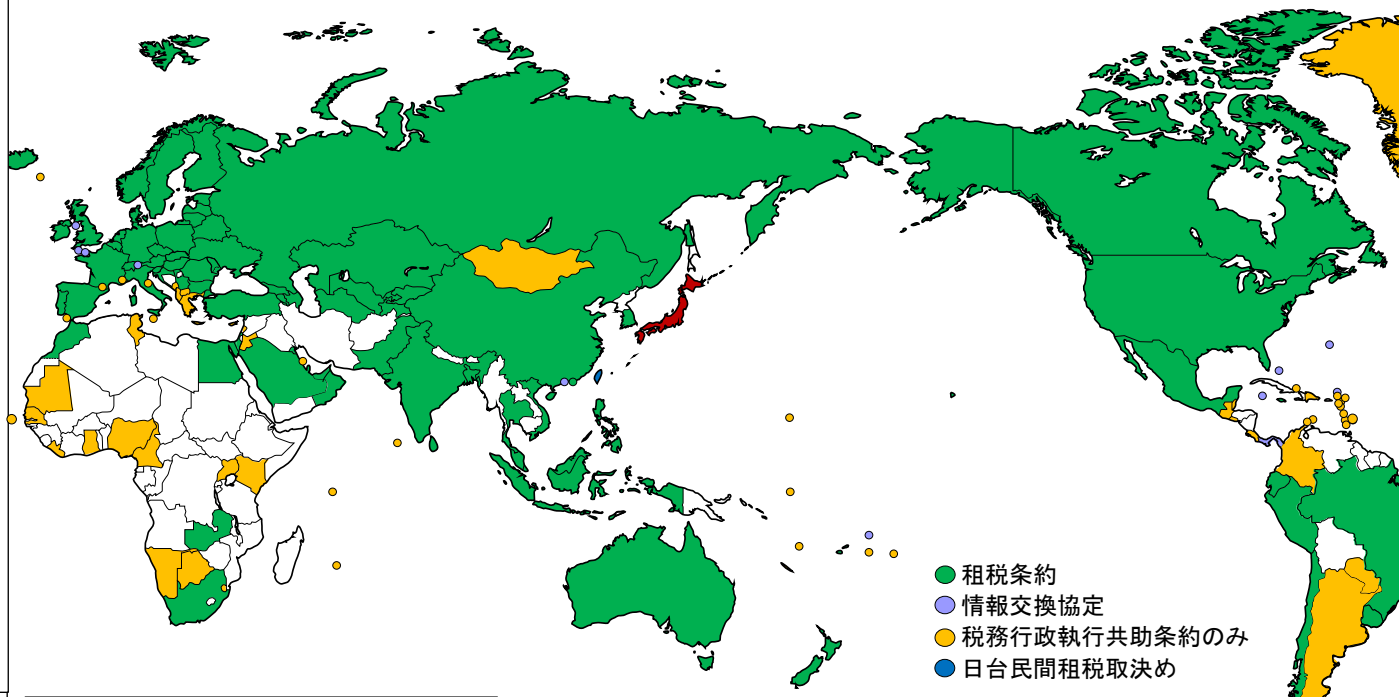 租税条約
情報交換協定
税務行政執行共助条約のみ
日台民間租税取決め